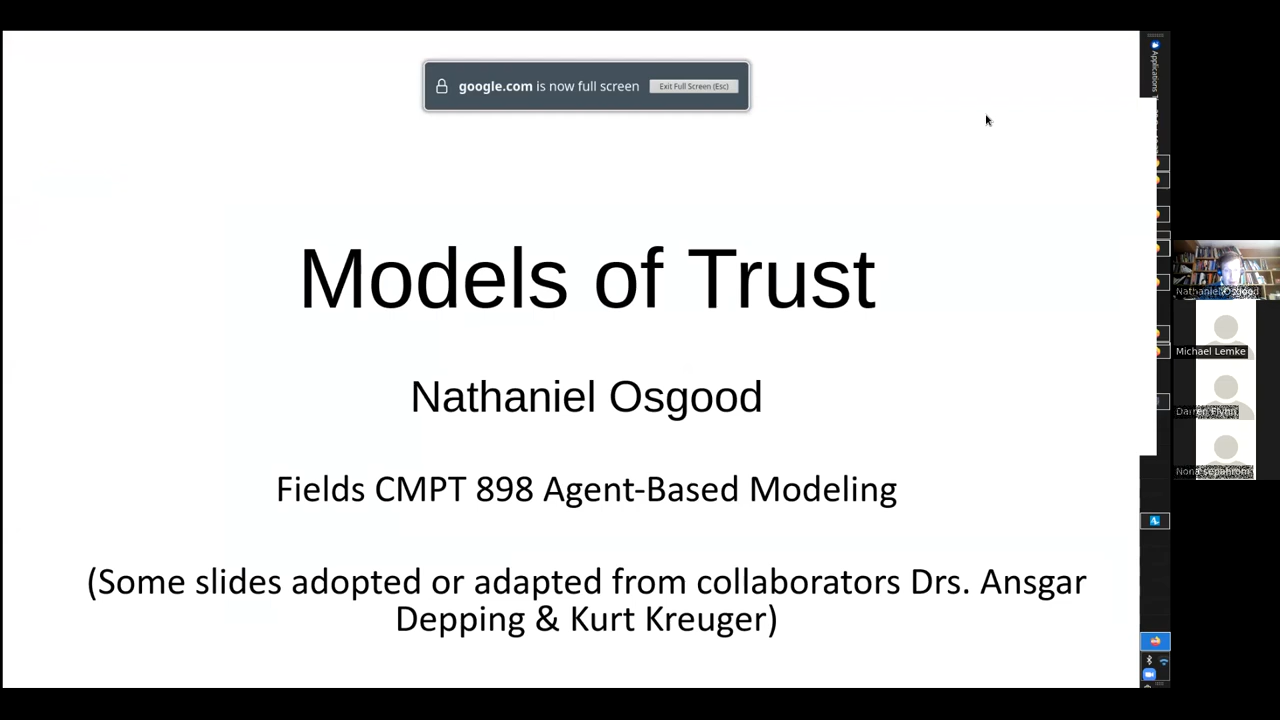 google.com is now full screen
Exit Full Screen (Esc)
Models of Trust
Nathaniel Osgood
Fields CMPT 898 Agent-Based Modeling
(Some slides adopted or adapted from collaborators Drs. Ansgar
Depping & Kurt Kreuger)
Applications
Nathaniel Osgood
Michael Lemke
Darren Flynn